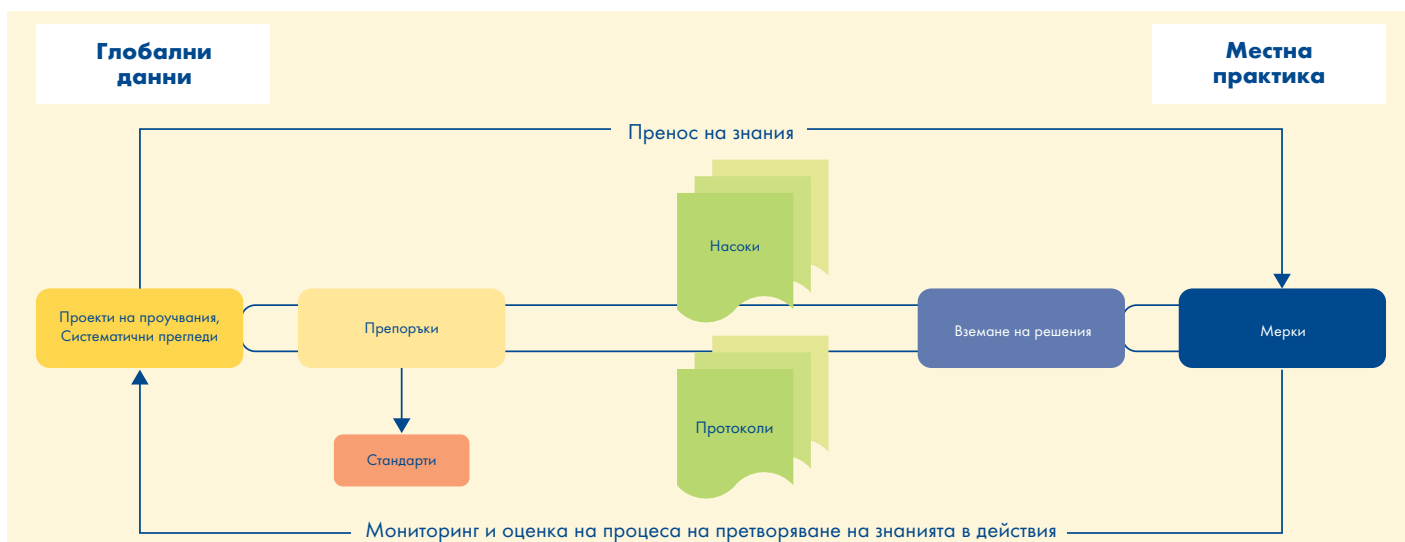 Глобални
данни
Местна
практика
Пренос на знания
Насоки
Проекти на проучвания,
Систематични прегледи
Препоръки
Вземане на решения
Мерки
Протоколи
Стандарти
Мониторинг и оценка на процеса на претворяване на знанията в действия